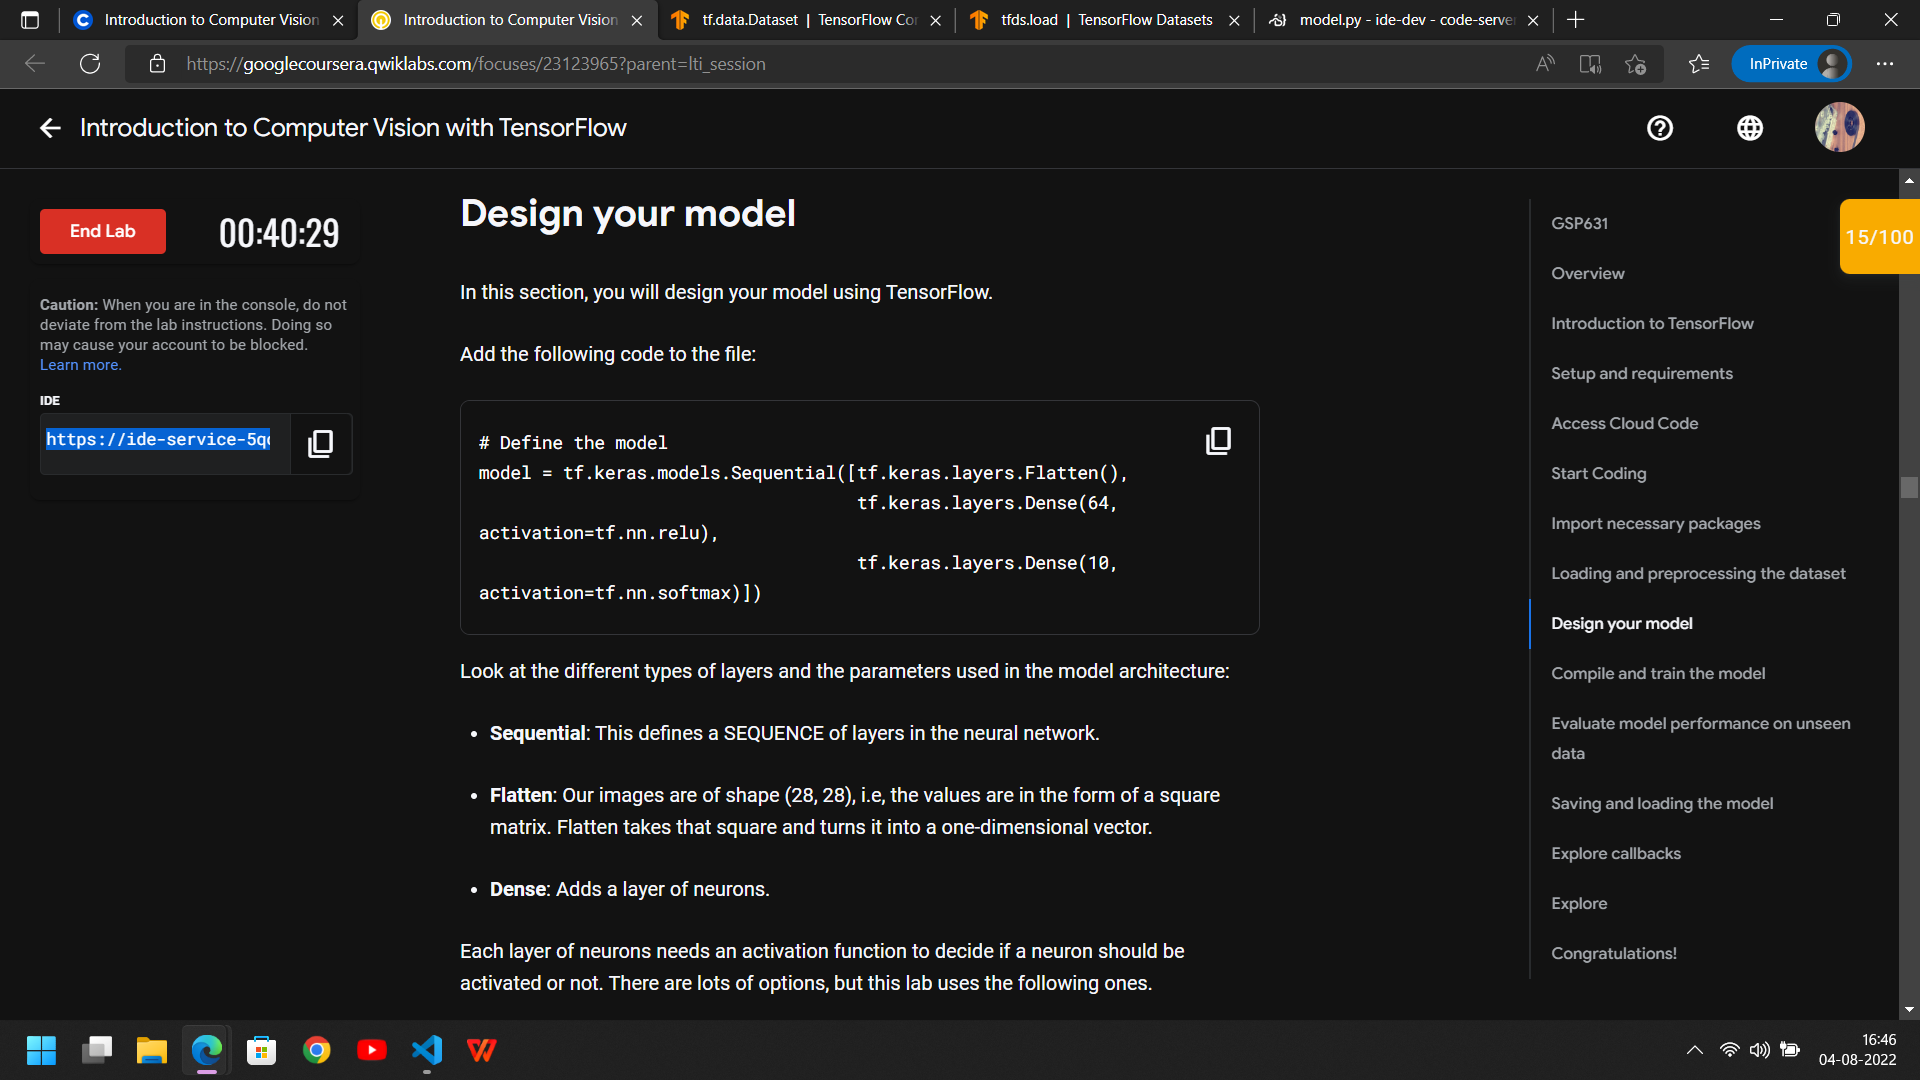 Introduction to Computer Vision
Introduction to Computer Vision
tf.data.Dataset | TensorFlow Co
tfds.load | TensorFlow Datasets
model.py - ide-dev - code-serve
https://googlecoursera.qwiklabs.com/focuses/23123965?parent=lti_session
InPrivate
Introduction to Computer Vision with TensorFlow
End Lab
00:40:29
Caution: When you are in the console, do not
deviate from the lab instructions. Doing so
may cause your account to be blocked.
Learn more.
IDE
https://ide-service-5q
Design your model
In this section, you will design your model using TensorFlow.
Add the following code to the file:
# Define the model
model = tf.keras.models.Sequential([tf.keras.layers.Flatten(),
tf.keras.layers.Dense(64,
activation=tf.nn.relu),
tf.keras.layers.Dense(10,
activation=tf.nn.softmax)])
Look at the different types of layers and the parameters used in the model architecture:
• Sequential: This defines a SEQUENCE of layers in the neural network.
• Flatten: Our images are of shape (28, 28), i.e, the values are in the form of a square
matrix. Flatten takes that square and turns it into a one-dimensional vector.
• Dense: Adds a layer of neurons.
Each layer of neurons needs an activation function to decide if a neuron should be
activated or not. There are lots of options, but this lab uses the following ones.
GSP631
Overview
Introduction to TensorFlow
Setup and requirements
Access Cloud Code
Start Coding
Import necessary packages
Loading and preprocessing the dataset
Design your model
Compile and train the model
Evaluate model performance on unseen
data
Saving and loading the model
Explore callbacks
Explore
Congratulations!
15/100
16:46
04-08-2022